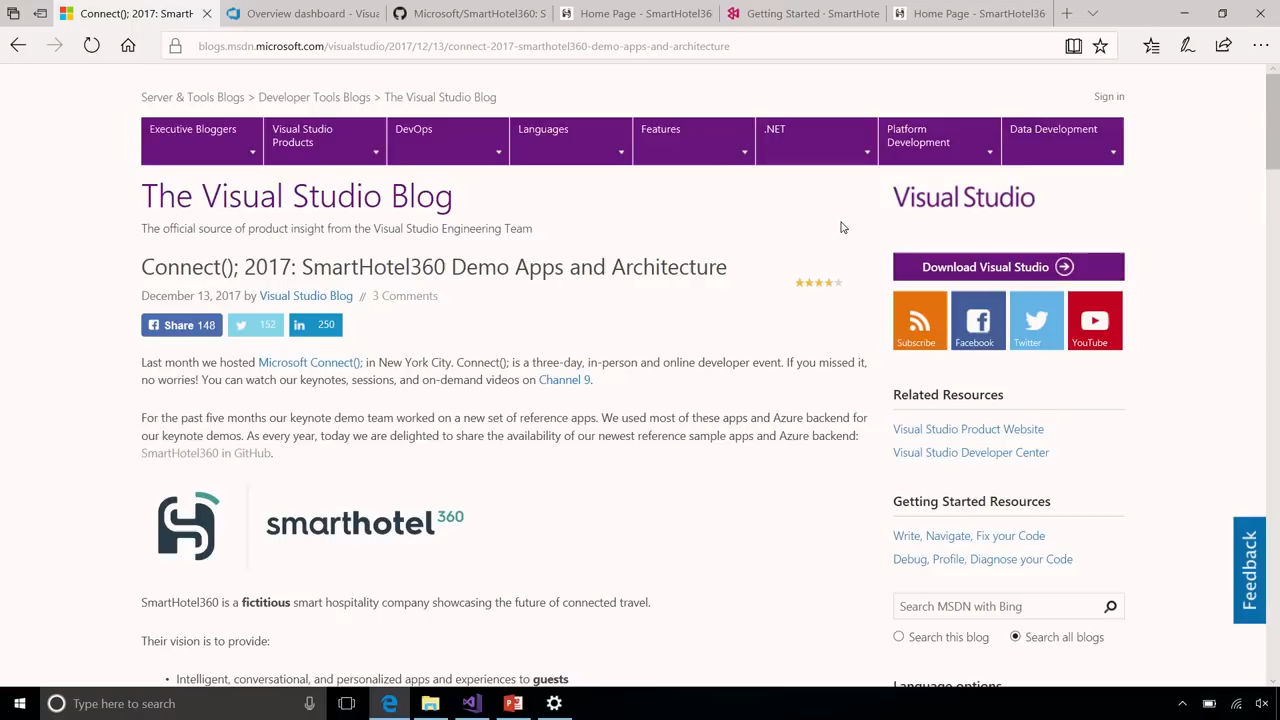 Connect(); 2017: SmartH
Overview dashboard - Visua
Microsoft/SmartHotel360: S
Home Page - SmartHotel36
Getting Started - SmartHote
Home Page - SmartH0tel36
blogs.msdn.microsoft.com/visualstudio/2017/12/13/connect-2017-smarthotel360-demo-apps-and-architecture
Server & Tools Blogs > Developer Tools Blogs > The Visual Studio Blog
Sign in
Executive Bloggers
Visual Studio
Products
DevOps
Languages
Features
.NET
Platform
Development
Data Development
The Visual Studio Blog
The official source of product insight from the Visual Studio Engineering Team
Connect(); 2017: SmartHotel360 Demo Apps and Architecture
December 13, 2017 by Visual Studio Blog // 3 Comments
Share 148
152
in 250
Last month we hosted Microsoft Connect(); in New York City. Connect(); is a three-day, in-person and online developer event. If you missed it,
no worries! You can watch our keynotes, sessions, and on-demand videos on Channel 9.
For the past five months our keynote demo team worked on a new set of reference apps. We used most of these apps and Azure backend for
our keynote demos. As every year, today we are delighted to share the availability of our newest reference sample apps and Azure backend:
SmartHotel360 in GitHub.
smarthotel360
SmartHotel360 is a fictitious smart hospitality company showcasing the future of connected travel.
Their vision is to provide:
• Intelligent, conversational, and personalized apps and experiences to guests
Visual Studio
Download Visual Studio
Subscribe
Facebook
Twitter
YouTube
Related Resources
Visual Studio Product Website
Visual Studio Developer Center
Getting Started Resources
Write, Navigate, Fix your Code
Debug, Profile, Diagnose your Code
Search MSDN with Bing
Search this blog
Search all blogs
Language options
Feedback
Type here to search